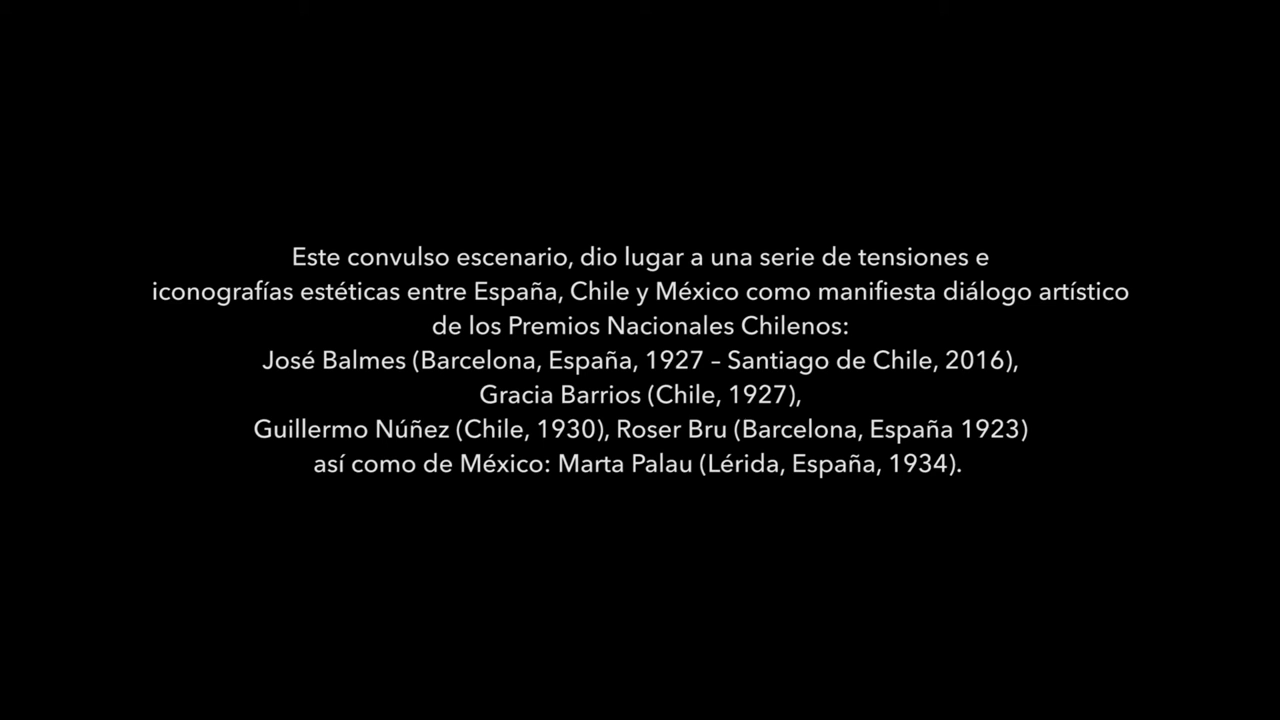 Este convulso escenario, dio lugar a una serie de tensiones e
iconografías estéticas entre España, Chile y México como manifiesta diálogo artístico
de los Premios Nacionales Chilenos:
José Balmes (Barcelona, España, 1927 – Santiago de Chile, 2016),
Gracia Barrios (Chile, 1927),
Guillermo Núñez (Chile, 1930), Roser Bru (Barcelona, España 1923)
así como de México: Marta Palau (Lérida, España, 1934).